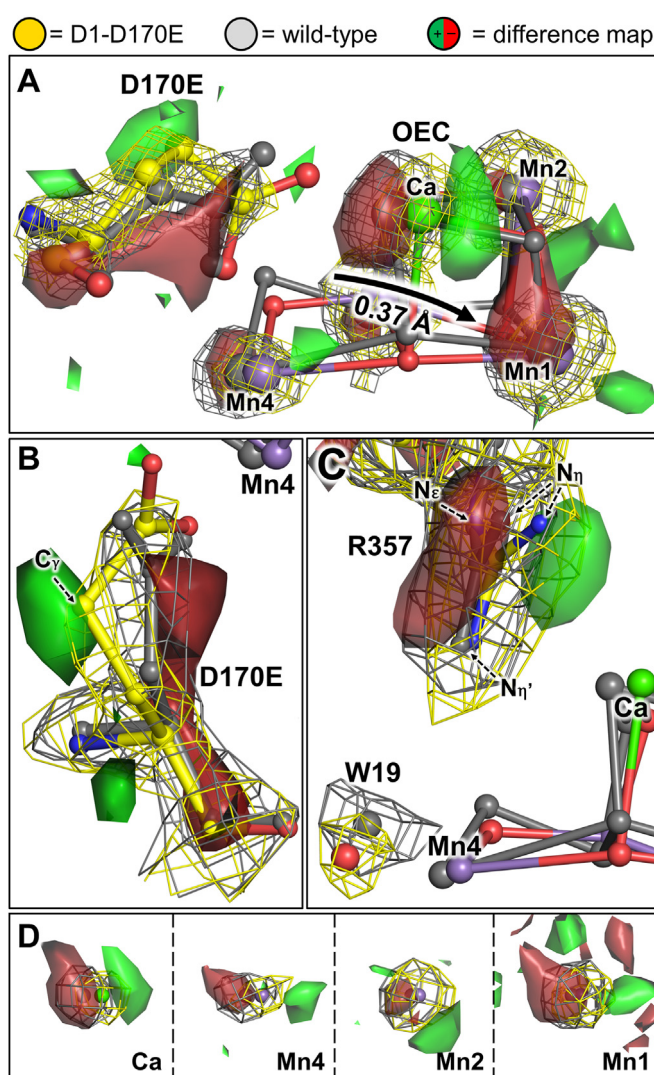 = D1-D170E = wild-type + - = difference map
A
D170E
OEC
Ca
Mn2
0.37 Å
Mn4
Mn1
B
Mn4
Cγ
D170E
C
Nε
Nη
R357
Nη'
Ca
W19
Mn4
D
Ca
Mn4
Mn2
Mn1